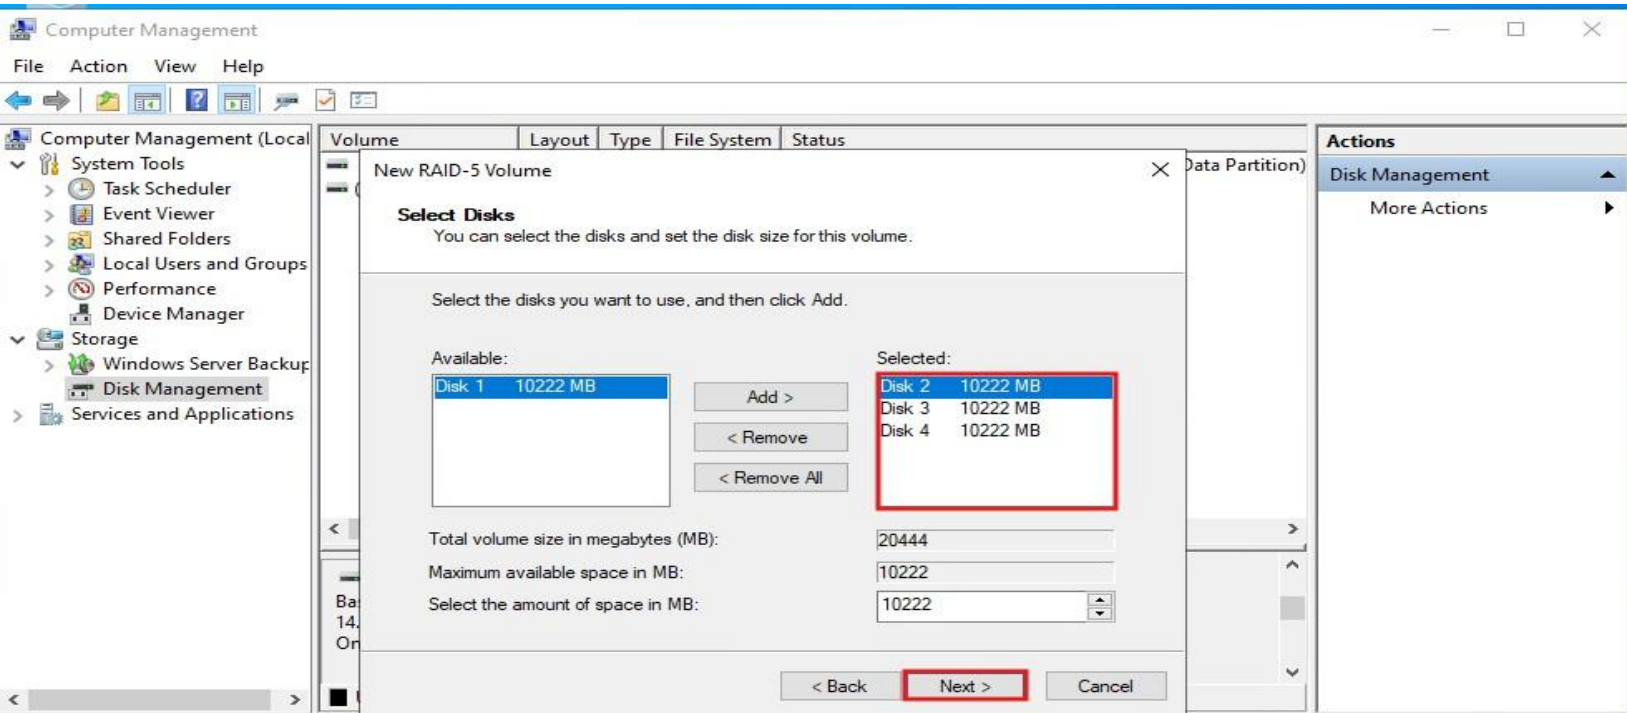 Computer Management
File Action View Help
Computer Management (Local
System Tools
Task Scheduler
Event Viewer
Shared Folders
Local Users and Groups
Performance
Device Manager
Storage
Windows Server Backup
Disk Management
Services and Applications
Volume Layout Type File System Status
Data Partition)
(
Bas
14.
On
New RAID-5 Volume
Select Disks
You can select the disks and set the disk size for this volume.
Select the disks you want to use, and then click Add.
Available:
Disk 1 10222 MB
Add >
< Remove
< Remove All
Selected:
Disk 2 10222 MB
Disk 3 10222 MB
Disk 4 10222 MB
Total volume size in megabytes (MB): 20444
Maximum available space in MB: 10222
Select the amount of space in MB: 10222
< Back Next > Cancel
Actions
Disk Management
More Actions